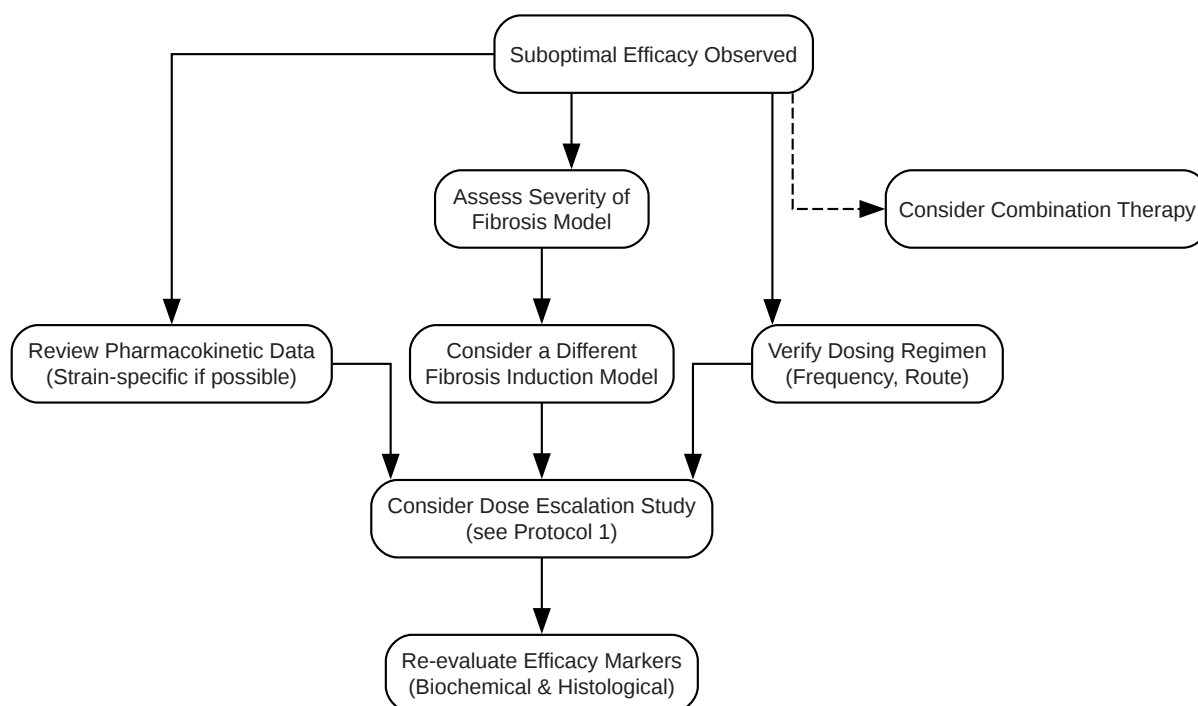 Suboptimal Efficacy Observed
Assess Severity of
Fibrosis Model
Consider Combination Therapy
Review Pharmacokinetic Data
(Strain-specific if possible)
Consider a Different
Fibrosis Induction Model
Verify Dosing Regimen
(Frequency, Route)
Consider Dose Escalation Study
(see Protocol 1)
Re-evaluate Efficacy Markers
(Biochemical & Histological)